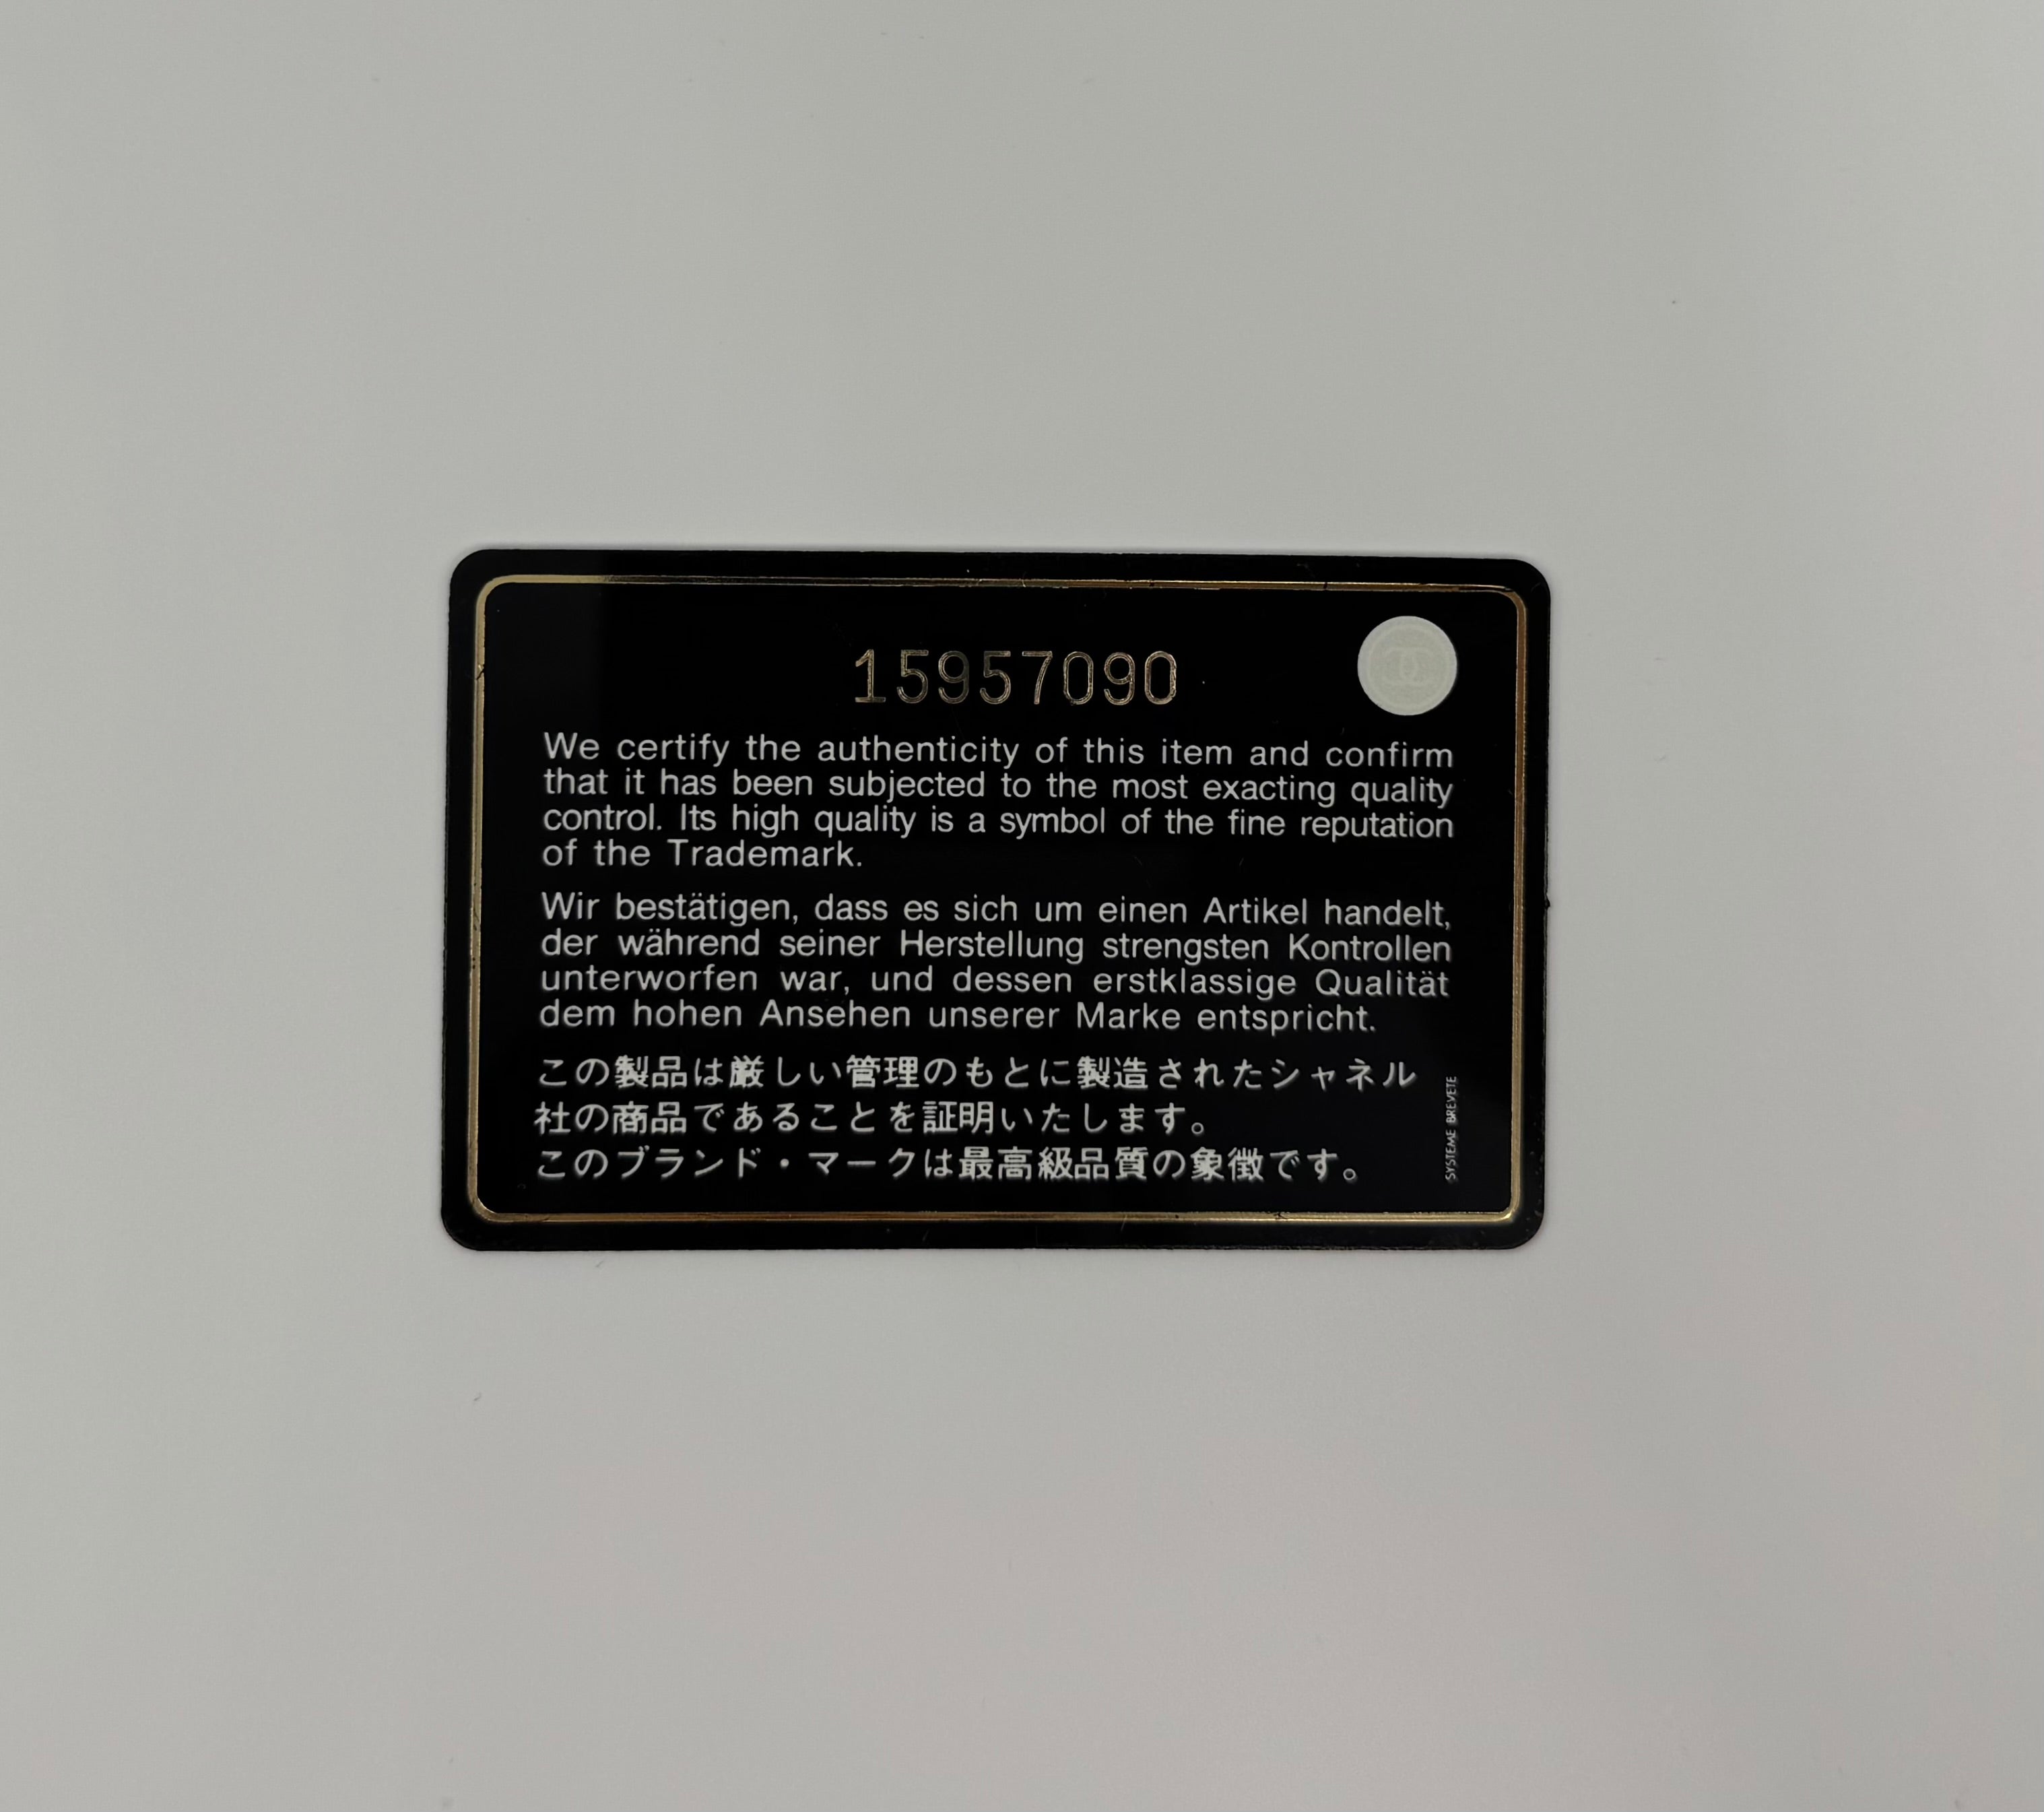 15957090
We certify the authenticity of this item and confirm
that it has been subjected to the most exacting quality
control. Its high quality is a symbol of the fine reputation
of the Trademark.
Wir bestätigen, dass es sich um einen Artikel handelt,
der während seiner Herstellung strengsten Kontrollen
unterworfen war, und dessen erstklassige Qualität
dem hohen Ansehen unserer Marke entspricht.
この製品は厳しい管理のもとに製造されたシャネル
社の商品であることを証明いたします。
このブランド・マークは最高級品質の象徴です。
SYSTEME BREVETE